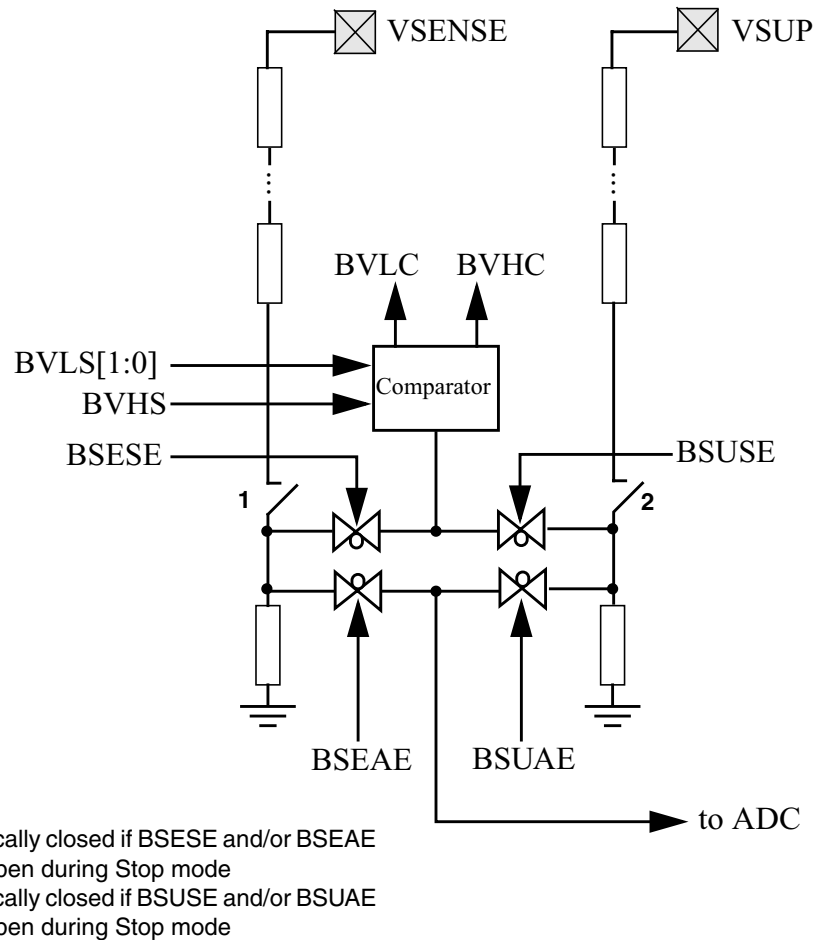 VSENSE
VSUP
BVLC
BVHC
BVLS[1:0]
Comparator
BVHS
BSESE
BSUSE
1
2
BSEAE
BSUAE
to ADC
cally closed if BSESE and/or BSEAE
pen during Stop mode
cally closed if BSUSE and/or BSUAE
pen during Stop mode